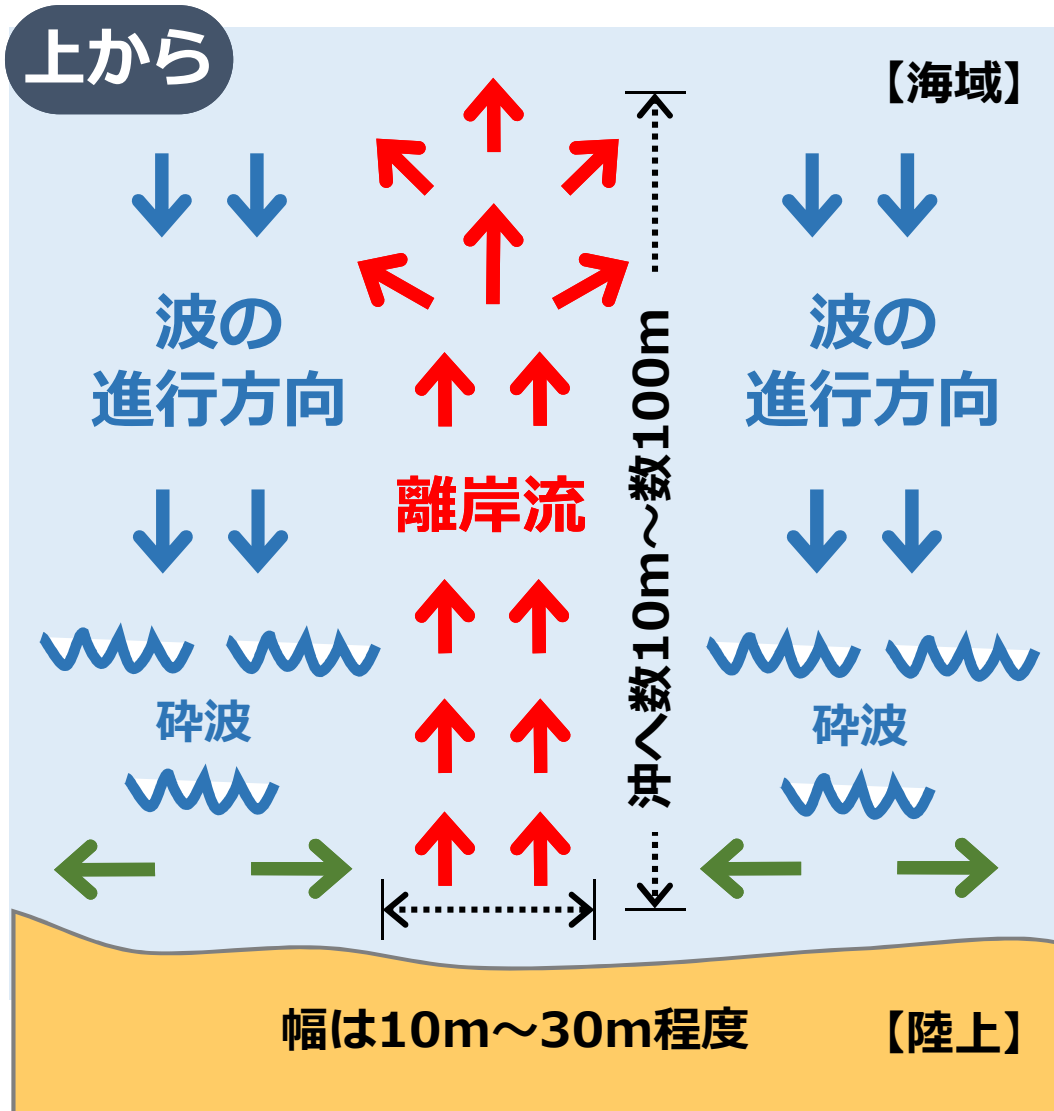 上から
【海域】
波の
進行方向
波の
進行方向
離岸流
沖へ数10m～数100m
砕波
砕波
幅は10m～30m程度
【陸上】